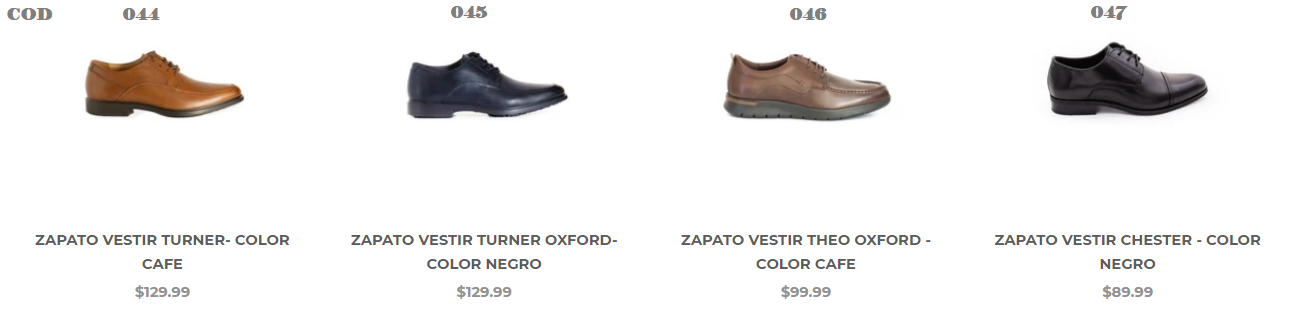 COD 044 045 046 047
ZAPATO VESTIR TURNER- COLOR
CAFE
$129.99
ZAPATO VESTIR TURNER OXFORD-
COLOR NEGRO
$129.99
ZAPATO VESTIR THEO OXFORD -
COLOR CAFE
$99.99
ZAPATO VESTIR CHESTER - COLOR
NEGRO
$89.99